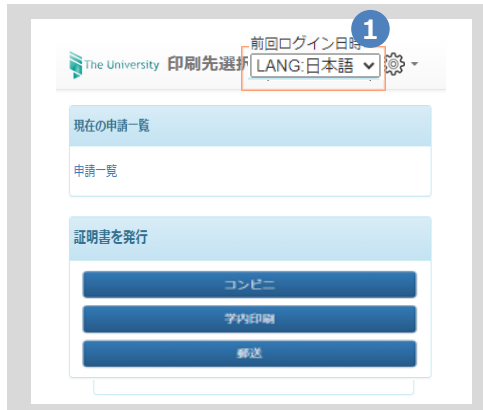 1
前回ログイン日時
The University 印刷先選択
LANG:日本語
現在の申請一覧
申請一覧
証明書を発行
コンビニ
学内印刷
郵送